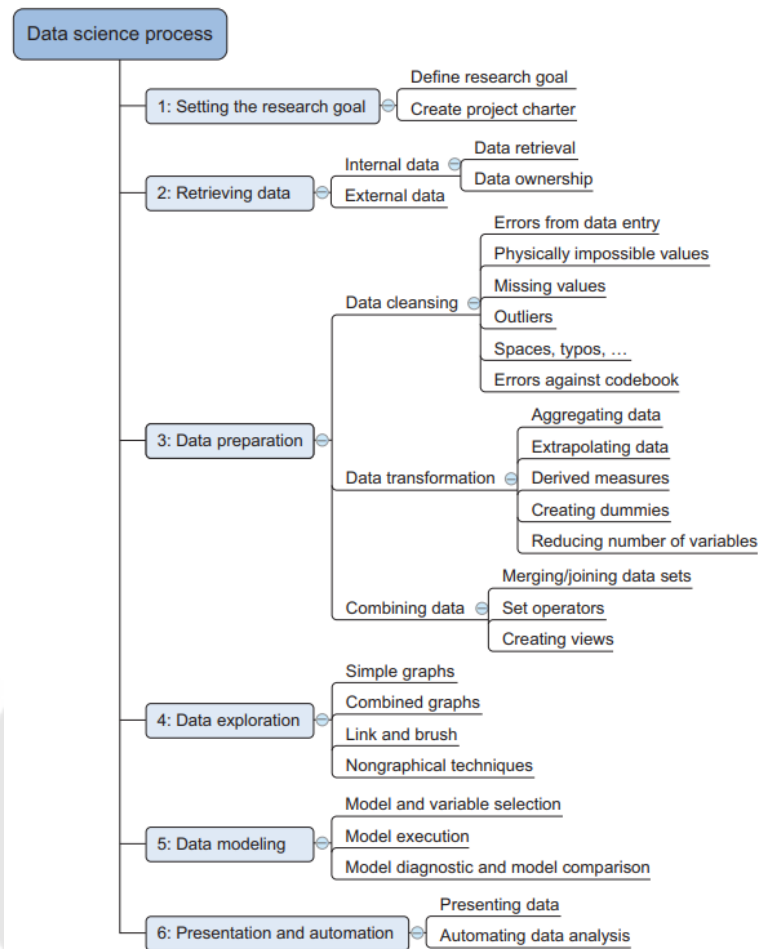 Data science process
1: Setting the research goal
Define research goal
Create project charter
2: Retrieving data
Internal data
Data retrieval
Data ownership
External data
3: Data preparation
Data cleansing
Errors from data entry
Physically impossible values
Missing values
Outliers
Spaces, typos, …
Errors against codebook
Data transformation
Aggregating data
Extrapolating data
Derived measures
Creating dummies
Reducing number of variables
Combining data
Merging/joining data sets
Set operators
Creating views
4: Data exploration
Simple graphs
Combined graphs
Link and brush
Nongraphical techniques
5: Data modeling
Model and variable selection
Model execution
Model diagnostic and model comparison
6: Presentation and automation
Presenting data
Automating data analysis